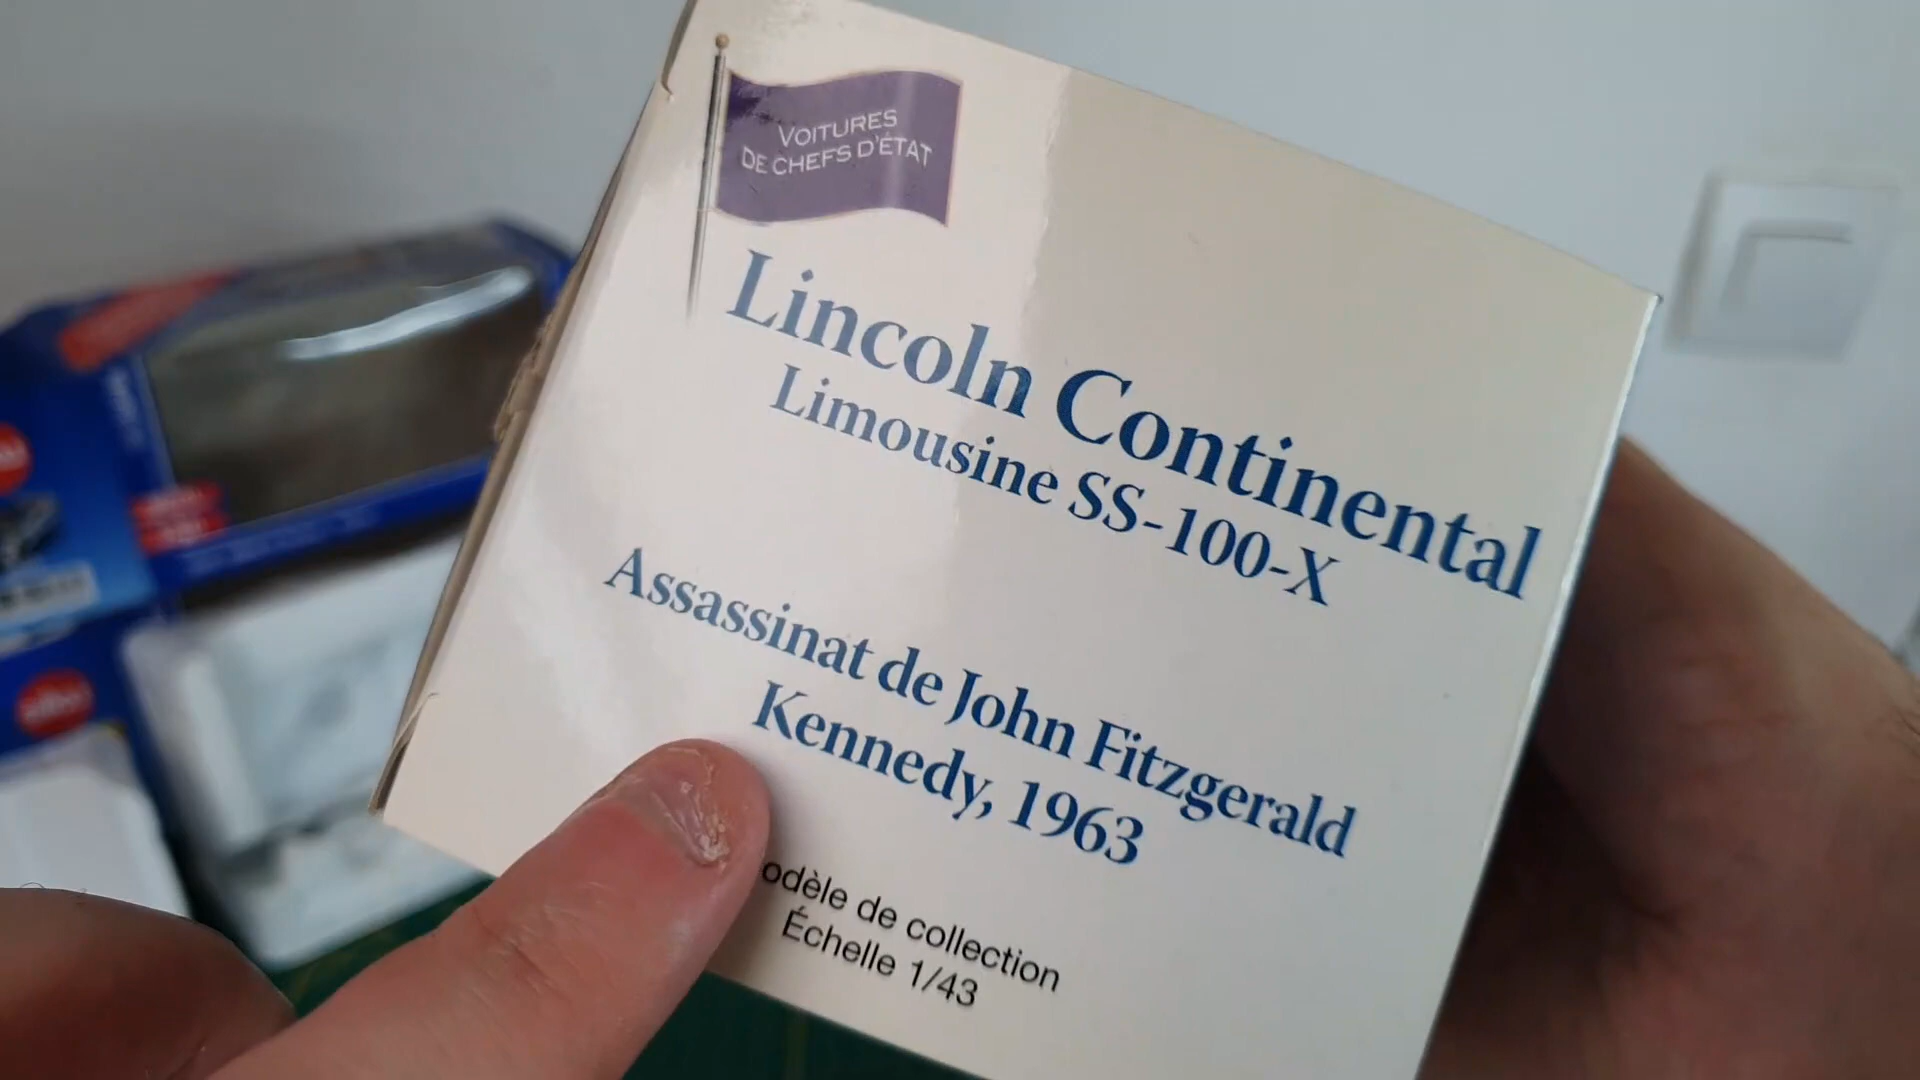 VOITURES
DE CHEFS D'ÉTAT
Lincoln Continental
Limousine SS-100-X
Assassinat de John Fitzgerald
Kennedy, 1963
odèle de collection
Échelle 1/43